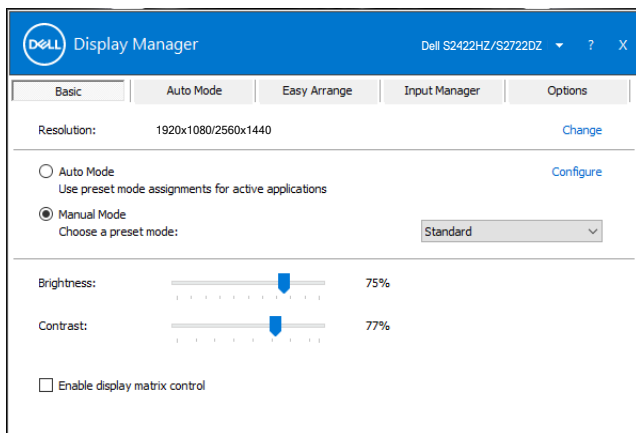 DELL Display Manager Dell S2422HZ/S2722DZ ? X
Basic Auto Mode Easy Arrange Input Manager Options
Resolution: 1920x1080/2560x1440 Change
Auto Mode Configure
Use preset mode assignments for active applications
Manual Mode
Choose a preset mode: Standard
Brightness: 75%
Contrast: 77%
Enable display matrix control